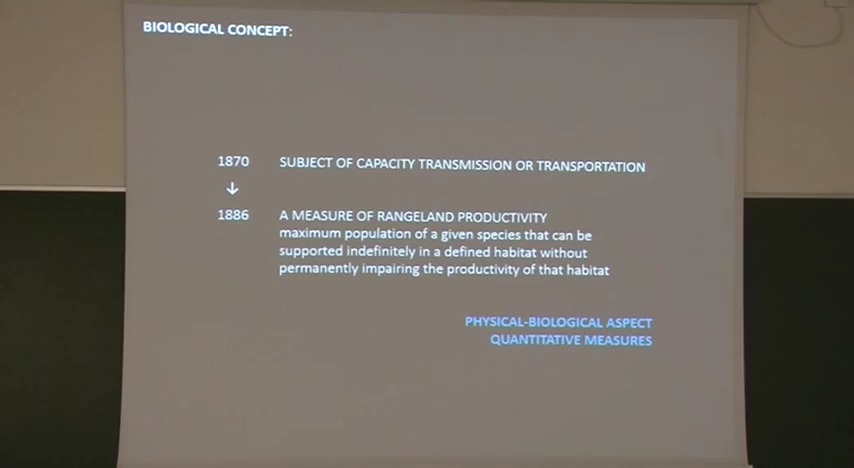 BIOLOGICAL CONCEPT:
1870 SUBJECT OF CAPACITY TRANSMISSION OR TRANSPORTATION
↓
1886 A MEASURE OF RANGELAND PRODUCTIVITY
maximum population of a given species that can be
supported indefinitely in a defined habitat without
permanently impairing the productivity of that habitat
PHYSICAL-BIOLOGICAL ASPECT
QUANTITATIVE MEASURES